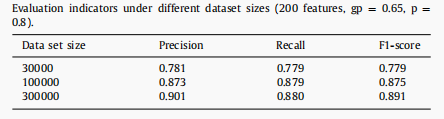 Evaluation indicators under different dataset sizes (200 features, gp = 0.65, p =
0.8).
Data set size Precision Recall F1-score
30000 0.781 0.779 0.779
100000 0.873 0.879 0.875
300000 0.901 0.880 0.891